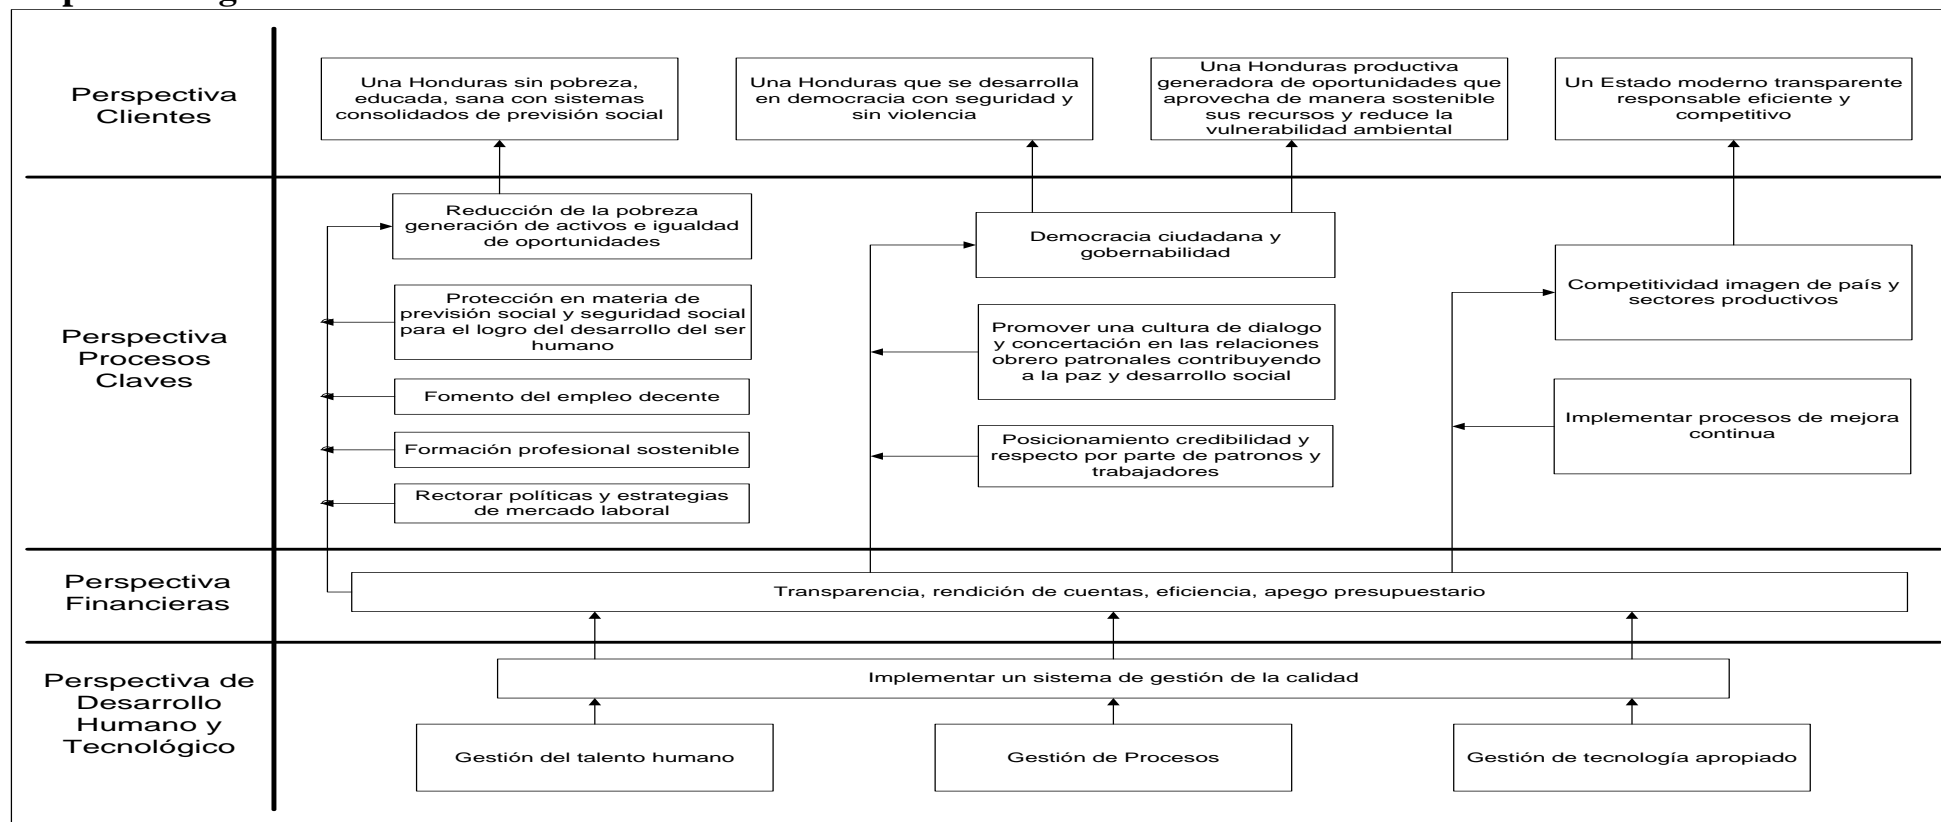 Perspectiva
Clientes
Una Honduras sin pobreza,
educada, sana con sistemas
consolidados de previsión social
Una Honduras que se desarrolla
en democracia con seguridad y
sin violencia
Una Honduras productiva
generadora de oportunidades que
aprovecha de manera sostenible
sus recursos y reduce la
vulnerabilidad ambiental
Un Estado moderno transparente
responsable eficiente y
competitivo
Perspectiva
Procesos
Claves
Reducción de la pobreza
generación de activos e igualdad
de oportunidades
Protección en materia de
previsión social y seguridad social
para el logro del desarrollo del ser
humano
Fomento del empleo decente
Formación profesional sostenible
Rectorar políticas y estrategias
de mercado laboral
Democracia ciudadana y
gobernabilidad
Promover una cultura de dialogo
y concertación en las relaciones
obrero patronales contribuyendo
a la paz y desarrollo social
Posicionamiento credibilidad y
respecto por parte de patronos y
trabajadores
Competitividad imagen de país y
sectores productivos
Implementar procesos de mejora
continua
Perspectiva
Financieras
Transparencia, rendición de cuentas, eficiencia, apego presupuestario
Perspectiva de
Desarrollo
Humano y
Tecnológico
Implementar un sistema de gestión de la calidad
Gestión del talento humano
Gestión de Procesos
Gestión de tecnología apropiado